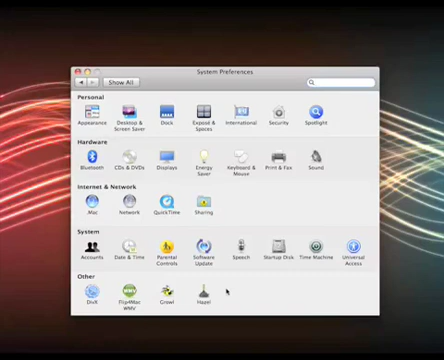 System Preferences
Show All
Personal
Appearance
Desktop & Screen Saver
Dock
Exposé & Spaces
International
Security
Spotlight
Hardware
Bluetooth
CDs & DVDs
Displays
Energy Saver
Keyboard & Mouse
Print & Fax
Sound
Internet & Network
.Mac
Network
QuickTime
Sharing
System
Accounts
Date & Time
Parental Controls
Software Update
Speech
Startup Disk
Time Machine
Universal Access
Other
DivX
Flip4Mac WMV
Growl
Hazel